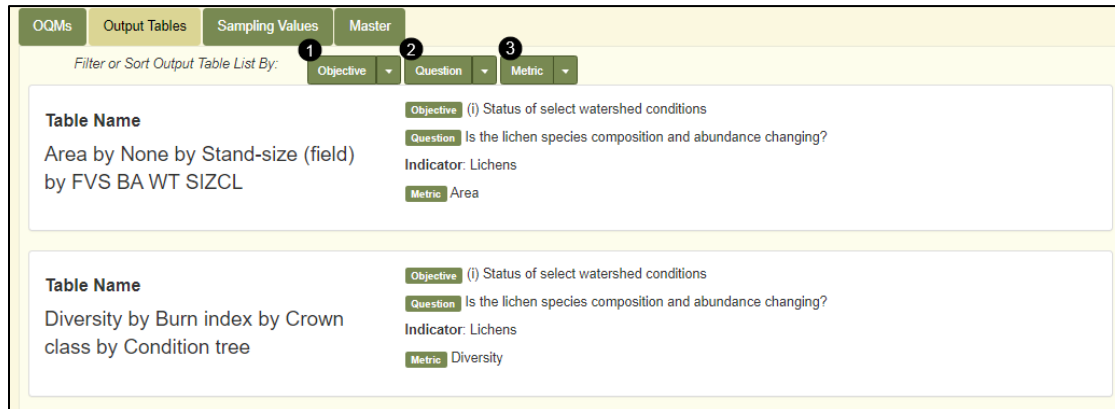 OQMs Output Tables Sampling Values Master
1 2 3
Filter or Sort Output Table List By: Objective Question Metric
Table Name
Area by None by Stand-size (field)
by FVS BA WT SIZCL
Objective (i) Status of select watershed conditions
Question Is the lichen species composition and abundance changing?
Indicator: Lichens
Metric Area
Table Name
Diversity by Burn index by Crown
class by Condition tree
Objective (i) Status of select watershed conditions
Question Is the lichen species composition and abundance changing?
Indicator: Lichens
Metric Diversity